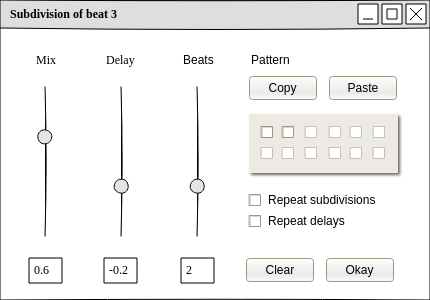 Subdivision of beat 3
Mix Delay Beats Pattern
Copy Paste
Repeat subdivisions
Repeat delays
0.6 -0.2 2 Clear Okay